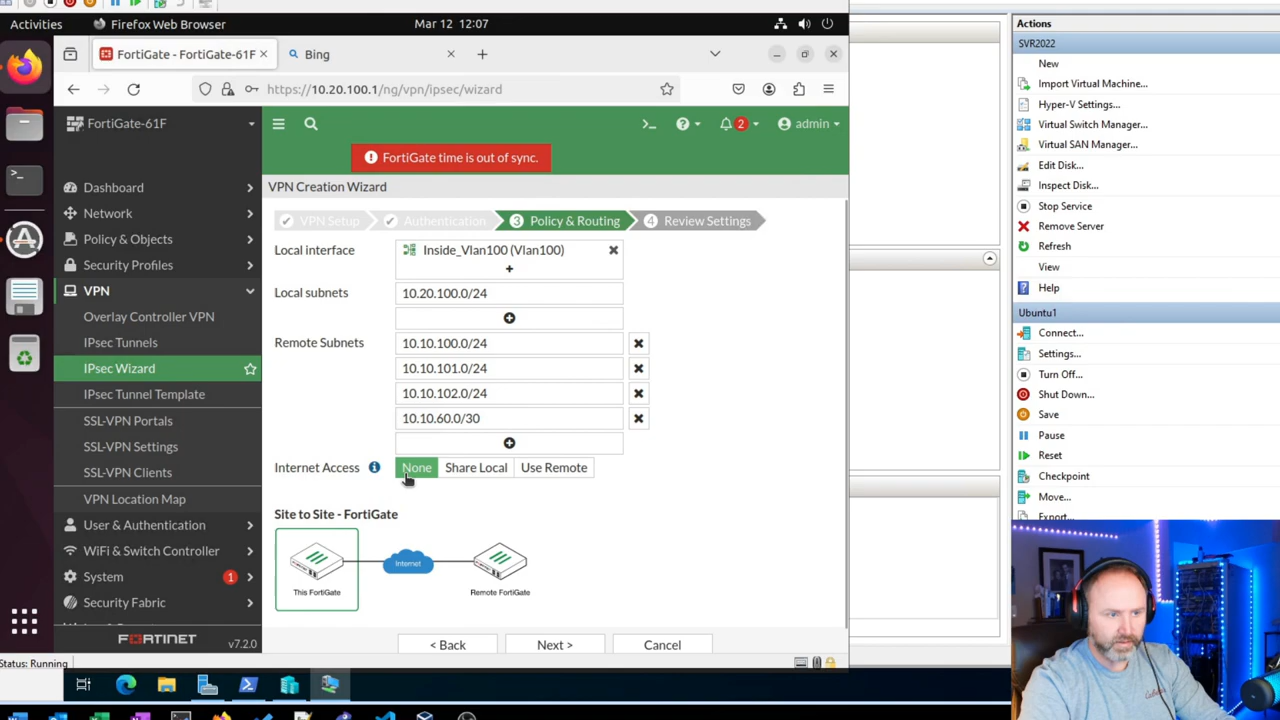 Activities
Firefox Web Browser
Mar 12 12:07
Actions
SVR2022
New
Import Virtual Machine...
Hyper-V Settings...
Virtual Switch Manager...
Virtual SAN Manager...
Edit Disk...
Inspect Disk...
Stop Service
Remove Server
Refresh
View
Help
Ubuntu1
Connect...
Settings...
Turn Off...
Shut Down...
Save
Pause
Reset
Checkpoint
Move...
Export...
FortiGate - FortiGate-61F
Bing
https://10.20.100.1/ng/vpn/ipsec/wizard
FortiGate-61F
2
admin
FortiGate time is out of sync.
Dashboard
Network
Policy & Objects
Security Profiles
VPN
Overlay Controller VPN
IPsec Tunnels
IPsec Wizard
IPsec Tunnel Template
SSL-VPN Portals
SSL-VPN Settings
SSL-VPN Clients
VPN Location Map
User & Authentication
WiFi & Switch Controller
System 1
Security Fabric
FORTINET v7.2.0
VPN Creation Wizard
VPN Setup
Authentication
3 Policy & Routing
4 Review Settings
Local interface Inside_Vlan100 (Vlan100)
Local subnets 10.20.100.0/24
Remote Subnets 10.10.100.0/24
10.10.101.0/24
10.10.102.0/24
10.10.60.0/30
Internet Access None Share Local Use Remote
Site to Site - FortiGate
Internet
This FortiGate Remote FortiGate
< Back Next > Cancel
Status: Running